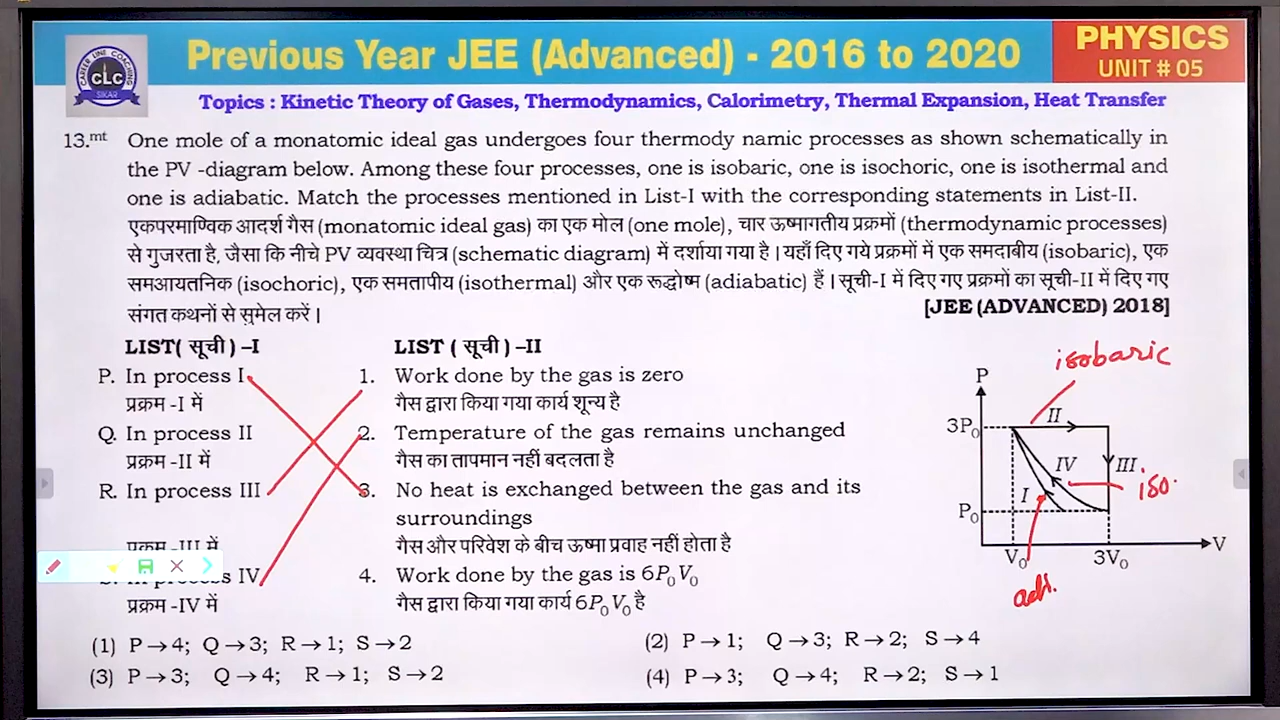 Previous Year JEE (Advanced) - 2016 to 2020
PHYSICS
UNIT # 05
CLC
SIKAR
Topics : Kinetic Theory of Gases, Thermodynamics, Calorimetry, Thermal Expansion, Heat Transfer
13.mt One mole of a monatomic ideal gas undergoes four thermody namic processes as shown schematically in
the PV -diagram below. Among these four processes, one is isobaric, one is isochoric, one is isothermal and
one is adiabatic. Match the processes mentioned in List-I with the corresponding statements in List-II.
एकपरमाण्विक आदर्श गैस (monatomic ideal gas) का एक मोल (one mole), चार ऊष्मागतीय प्रक्रमों (thermodynamic processes)
से गुजरता है, जैसा कि नीचे PV व्यवस्था चित्र (schematic diagram) में दर्शाया गया है। यहाँ दिए गये प्रक्रमों में एक समदाबीय (isobaric), एक
समआयतनिक (isochoric), एक समतापीय (isothermal) और एक रूद्धोष्म (adiabatic) हैं। सूची-I में दिए गए प्रक्रमों का सूची-II में दिए गए
संगत कथनों से सुमेल करें।
[JEE (ADVANCED) 2018]
LIST( सूची ) –I
LIST ( सूची ) –II
P. In process I
1. Work done by the gas is zero
प्रक्रम -I में
गैस द्वारा किया गया कार्य शून्य है
Q. In process II
2. Temperature of the gas remains unchanged
प्रक्रम -II में
गैस का तापमान नहीं बदलता है
R. In process III
3. No heat is exchanged between the gas and its
surroundings
प्रक्रम -III में
गैस और परिवेश के बीच ऊष्मा प्रवाह नहीं होता है
In process IV
4. Work done by the gas is 6P₀V₀
प्रक्रम -IV में
गैस द्वारा किया गया कार्य 6P₀V₀ है
isobaric
P
3P₀
II
IV
III
iso.
I
P₀
V₀
3V₀
V
adi.
(1) P→4; Q→3; R→1; S→2
(2) P→1; Q→3; R→2; S→4
(3) P→3; Q→4; R→1; S→2
(4) P→3; Q→4; R→2; S→1